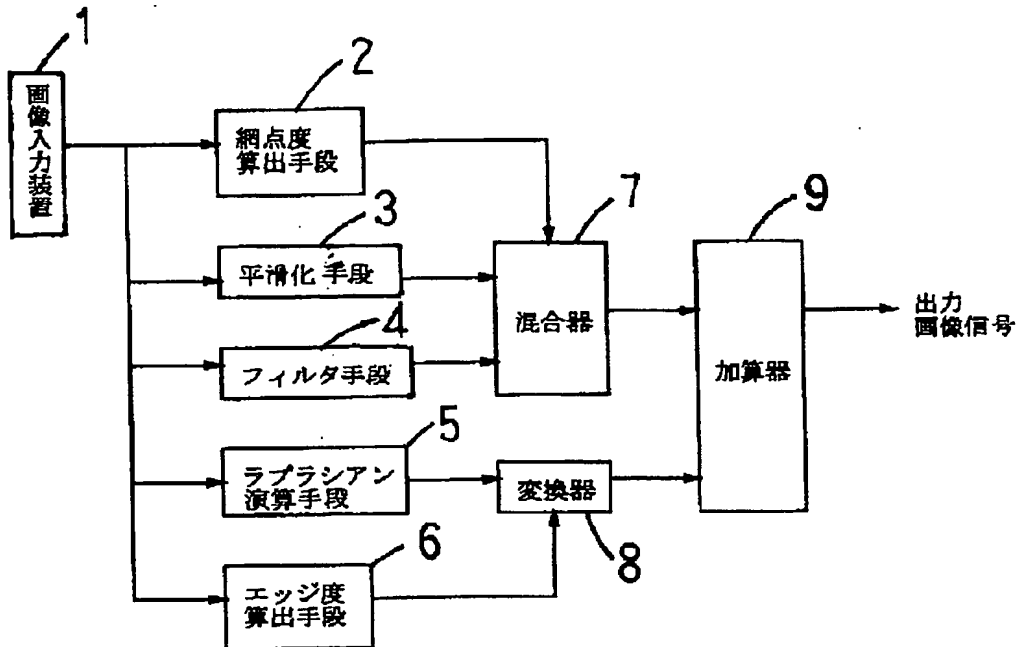 1
画像入力装置
2
網点度
算出手段
3
平滑化手段
4
フィルタ手段
5
ラプラシアン
演算手段
6
エッジ度
算出手段
7
混合器
変換器
8
9
加算器
出力
画像信号